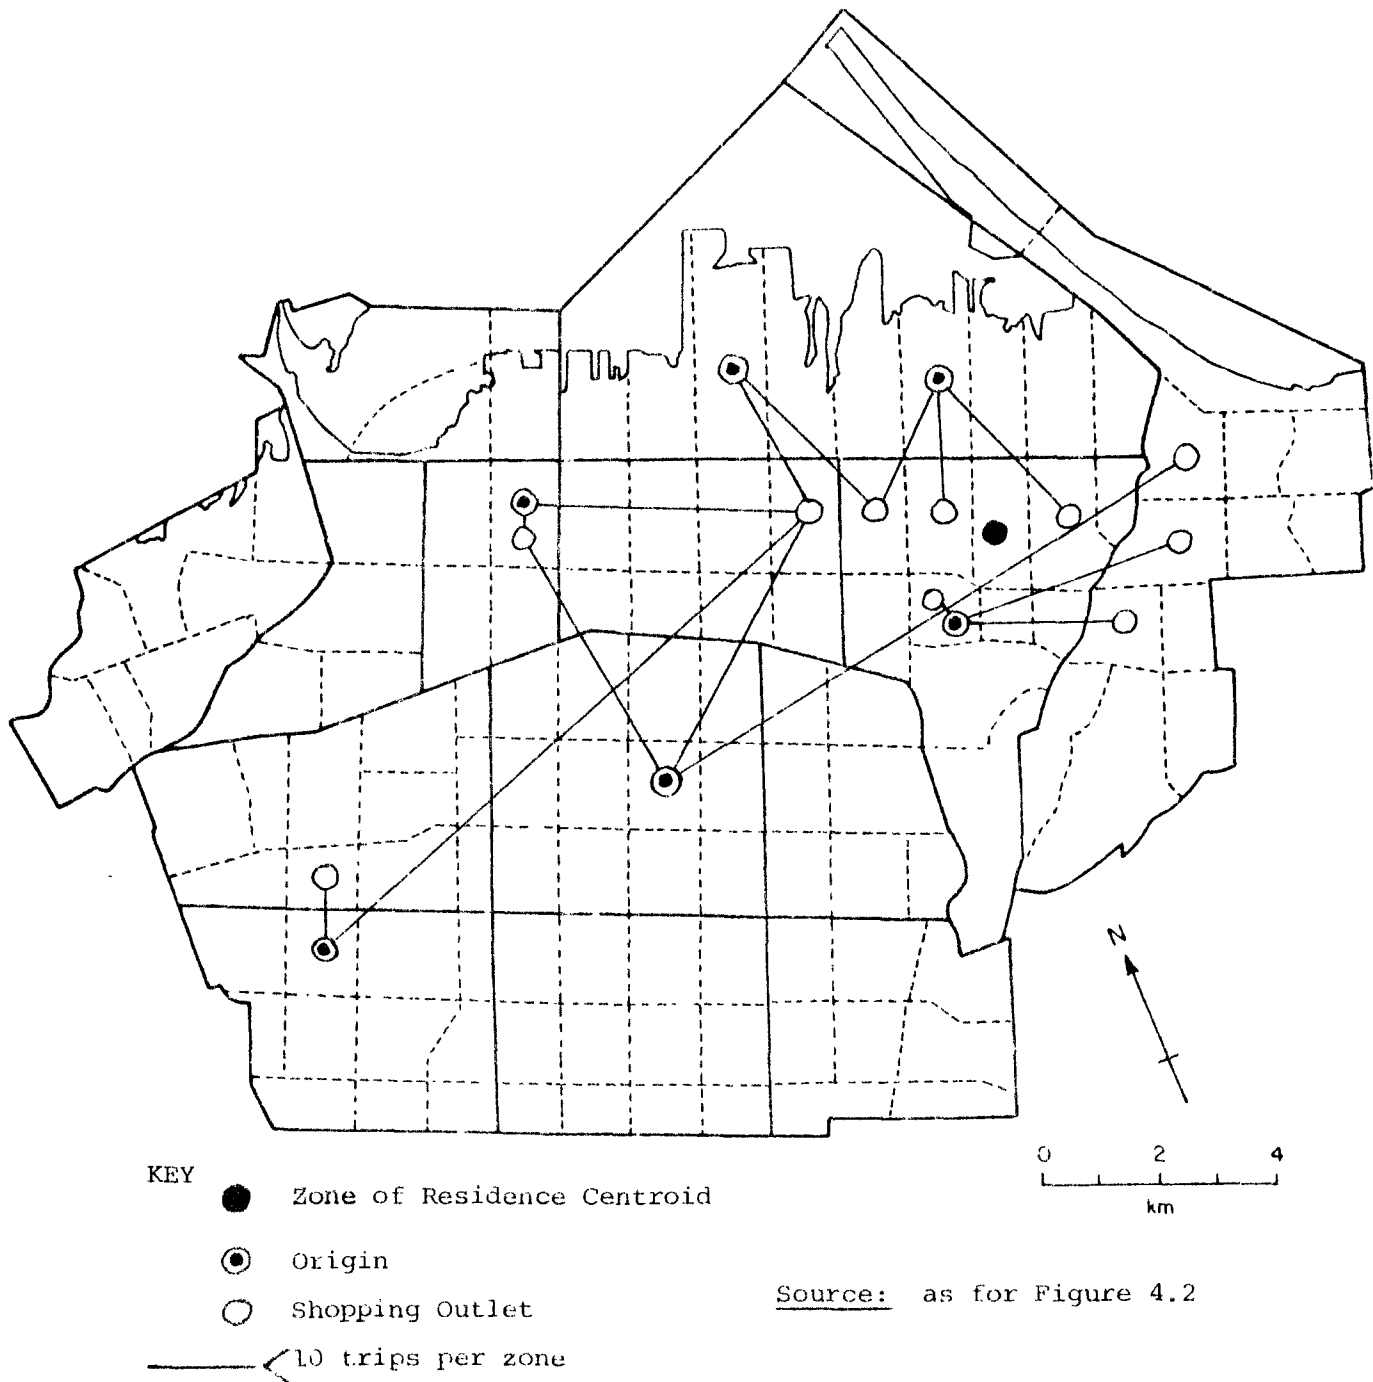 N
0 2 4
km
KEY
Zone of Residence Centroid
Origin
Shopping Outlet
<10 trips per zone
Source: as for Figure 4.2